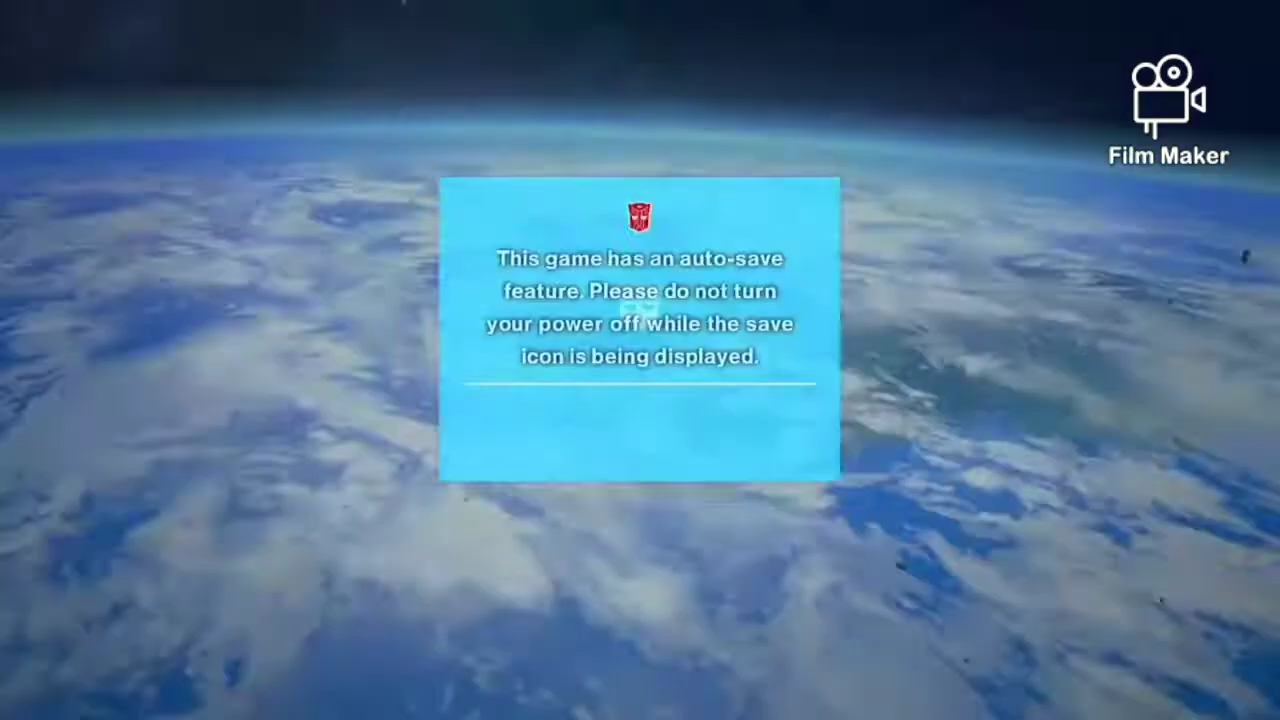 Film Maker
This game has an auto-save
feature. Please do not turn
your power off while the save
icon is being displayed.